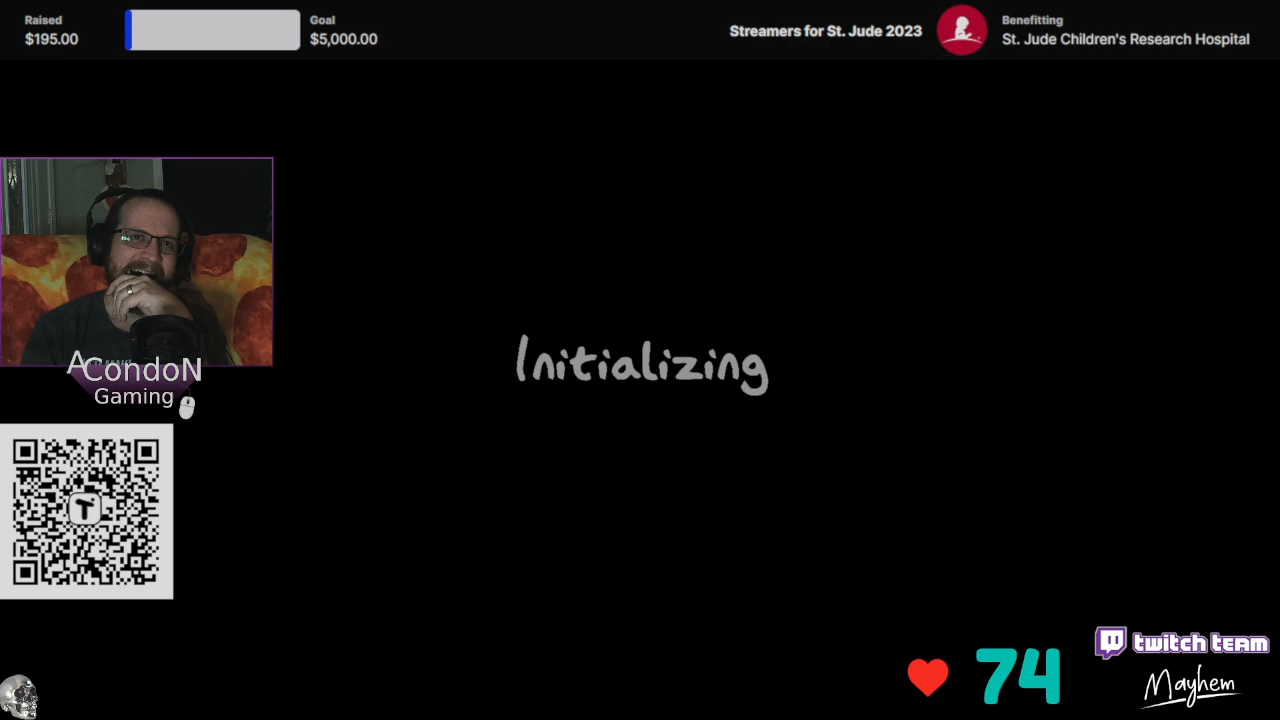 Raised
$195.00
Goal
$5,000.00
Streamers for St. Jude 2023
Benefitting
St. Jude Children's Research Hospital
ACondoN
Gaming
T
Initializing
74
twitch team
Mayhem